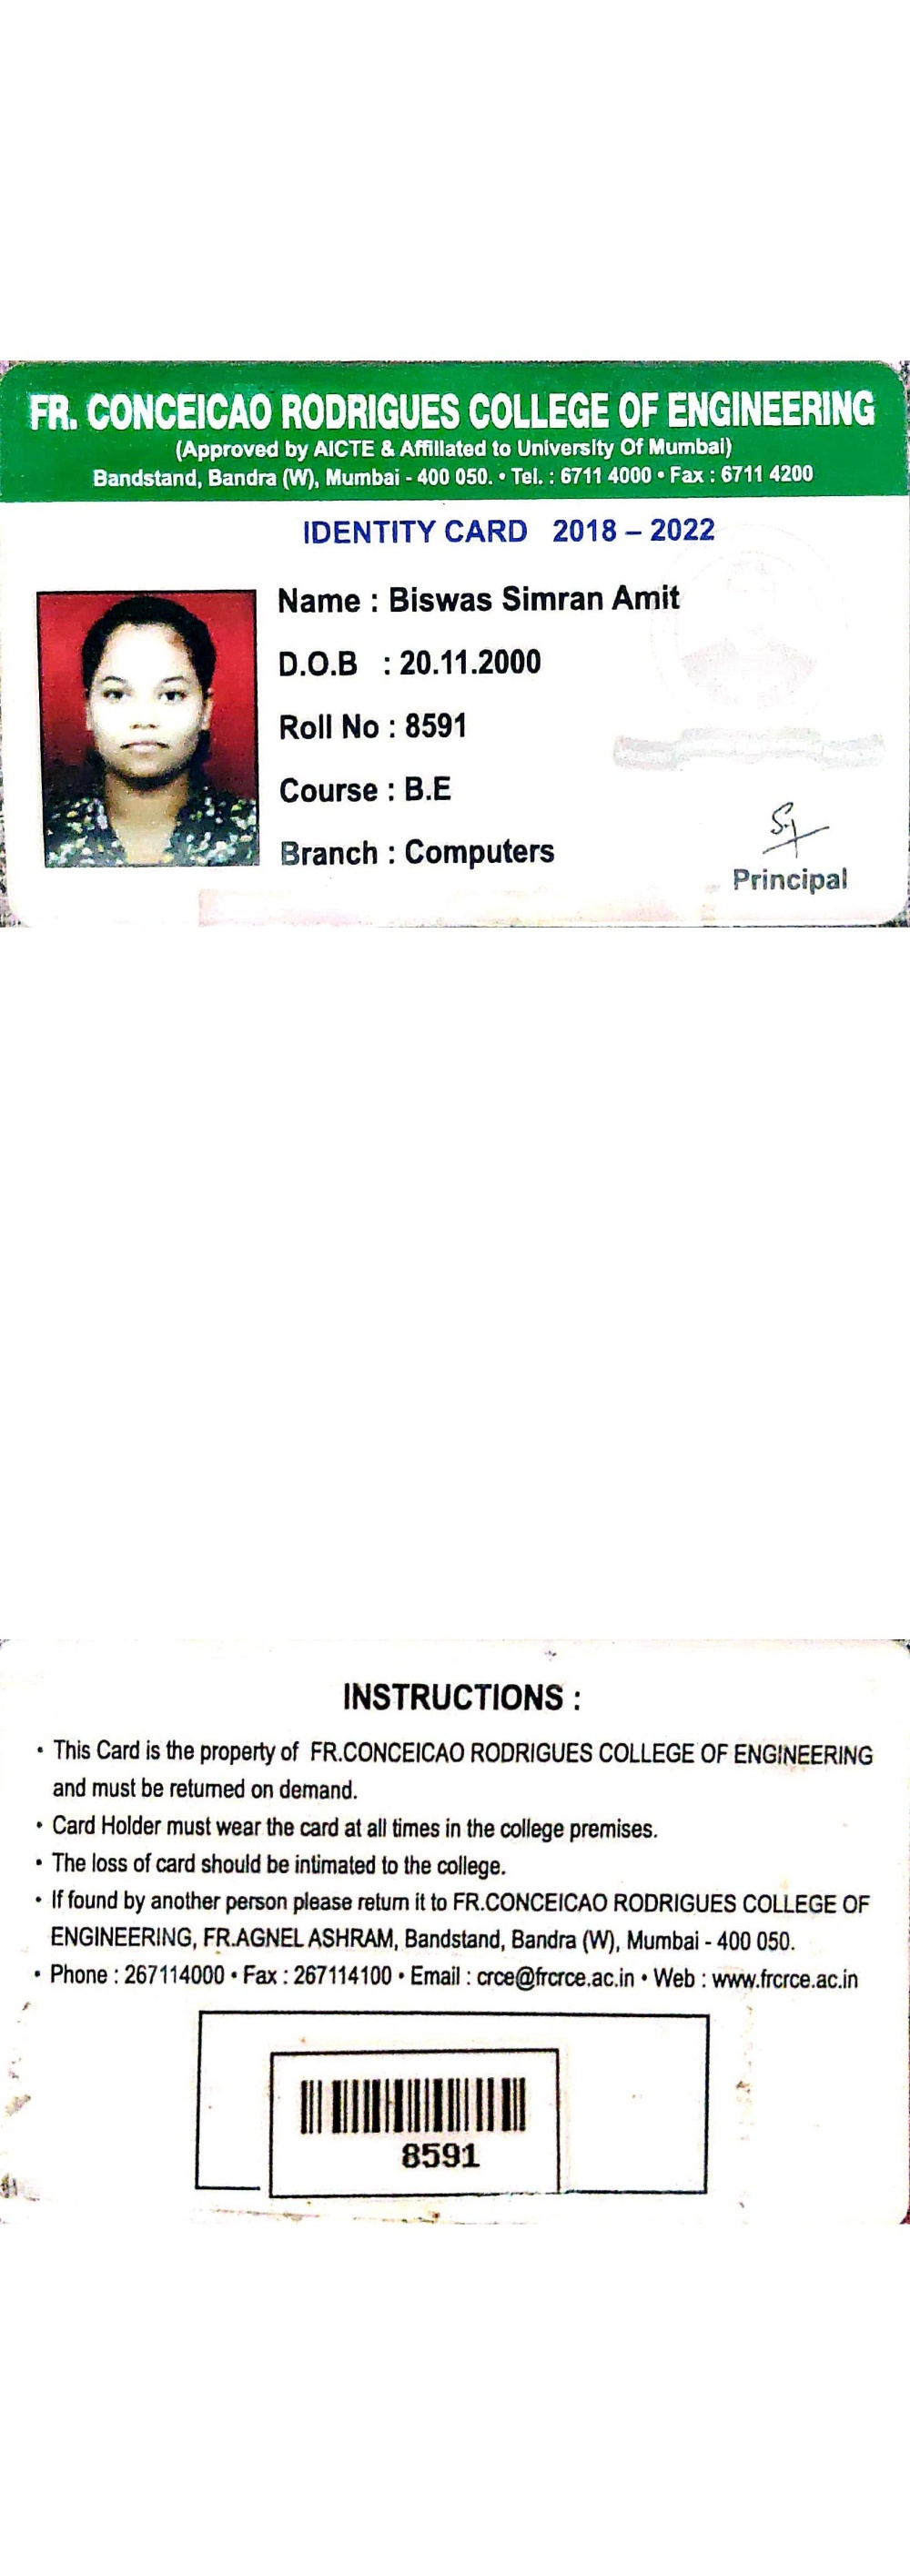 FR. CONCEICAO RODRIGUES COLLEGE OF ENGINEERING
(Approved by AICTE & Affiliated to University Of Mumbai)
Bandstand, Bandra (W), Mumbai - 400 050. • Tel. : 6711 4000 • Fax : 6711 4200
IDENTITY CARD 2018 – 2022
Name : Biswas Simran Amit
D.O.B : 20.11.2000
Roll No : 8591
Course : B.E
Branch : Computers
Principal
INSTRUCTIONS :
• This Card is the property of FR.CONCEICAO RODRIGUES COLLEGE OF ENGINEERING
and must be returned on demand.
• Card Holder must wear the card at all times in the college premises.
• The loss of card should be intimated to the college.
• If found by another person please return it to FR.CONCEICAO RODRIGUES COLLEGE OF
ENGINEERING, FR.AGNEL ASHRAM, Bandstand, Bandra (W), Mumbai - 400 050.
• Phone : 267114000 • Fax : 267114100 • Email : crce@frcrce.ac.in • Web : www.frcrce.ac.in
8591